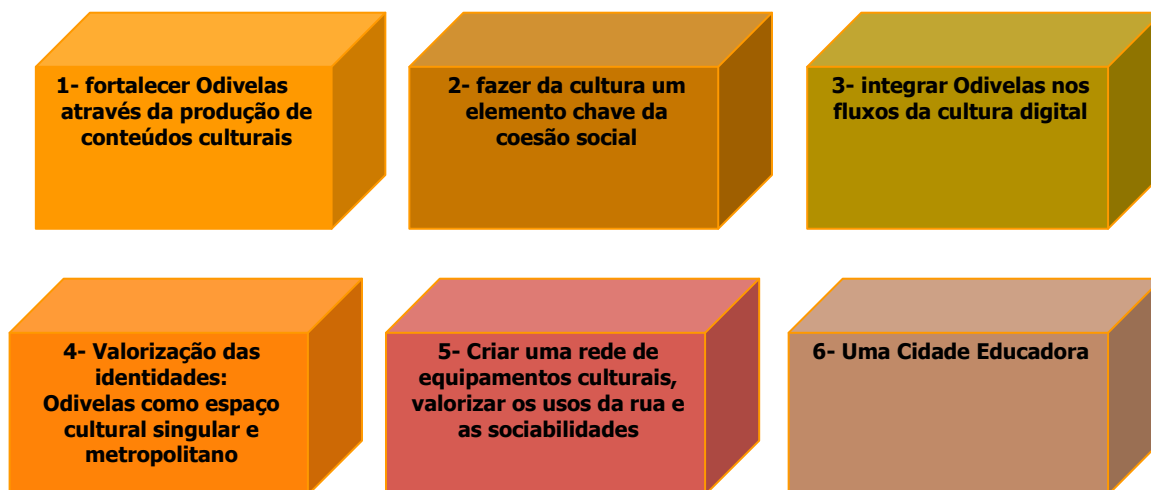 1- fortalecer Odivelas
através da produção de
conteúdos culturais
2- fazer da cultura um
elemento chave da
coesão social
3- integrar Odivelas nos
fluxos da cultura digital
4- Valorização das
identidades:
Odivelas como espaço
cultural singular e
metropolitano
5- Criar uma rede de
equipamentos culturais,
valorizar os usos da rua e
as sociabilidades
6- Uma Cidade Educadora